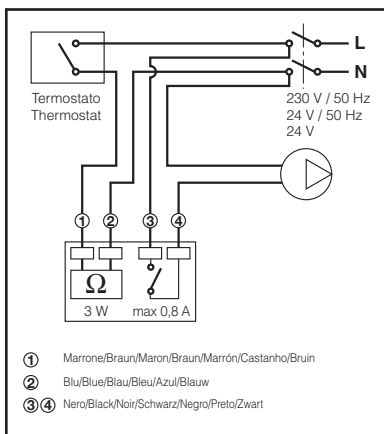 L
N
Termostato
Thermostat
230 V / 50 Hz
24 V / 50 Hz
24 V
① ② ③ ④
Ω
3 W max 0,8 A
① Marrone/Braun/Maron/Braun/Marrón/Castanho/Bruin
② Blu/Blue/Blau/Bleu/Azul/Blauw
③④ Nero/Black/Noir/Schwarz/Negro/Preto/Zwart